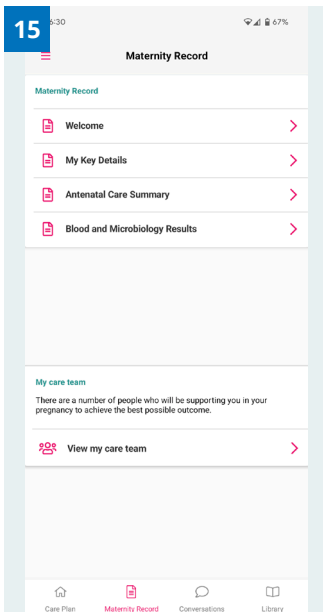 15
6:30
67%
Maternity Record
Maternity Record
Welcome
My Key Details
Antenatal Care Summary
Blood and Microbiology Results
My care team
There are a number of people who will be supporting you in your
pregnancy to achieve the best possible outcome.
View my care team
Care Plan Maternity Record Conversations Library